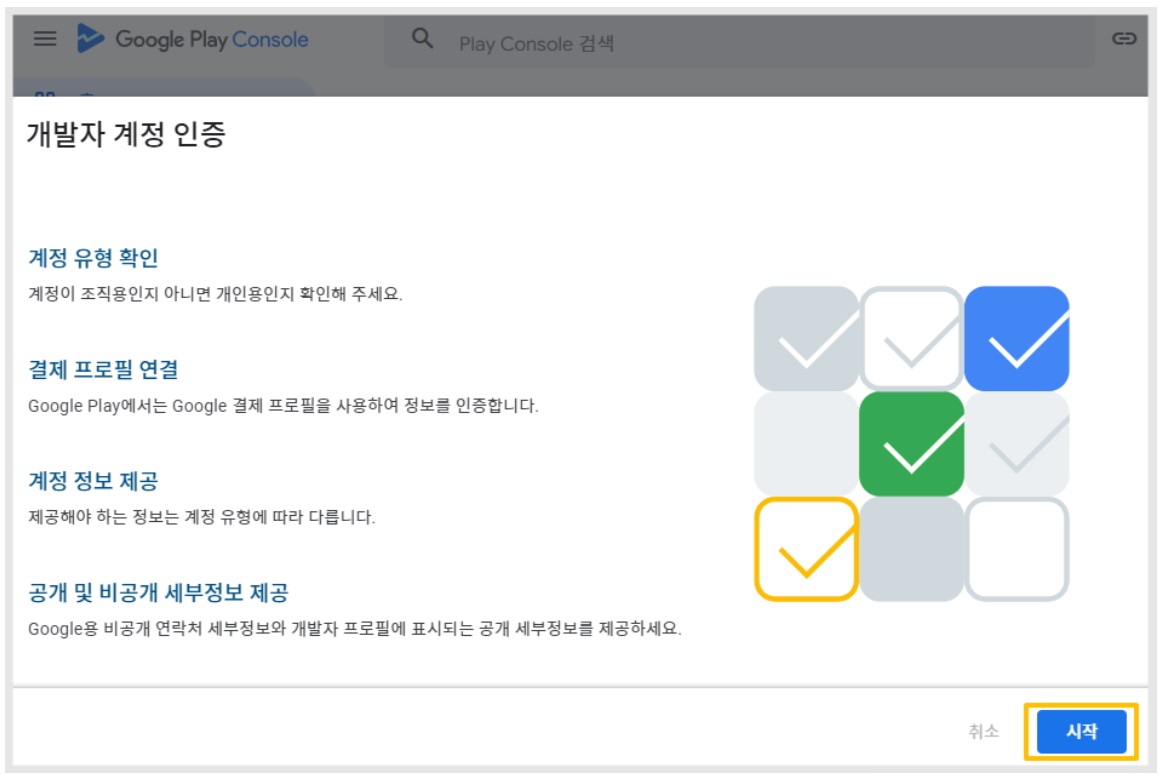 Google Play Console
Play Console 검색
개발자 계정 인증
계정 유형 확인
계정이 조직용인지 아니면 개인용인지 확인해 주세요.
결제 프로필 연결
Google Play에서는 Google 결제 프로필을 사용하여 정보를 인증합니다.
계정 정보 제공
제공해야 하는 정보는 계정 유형에 따라 다릅니다.
공개 및 비공개 세부정보 제공
Google용 비공개 연락처 세부정보와 개발자 프로필에 표시되는 공개 세부정보를 제공하세요.
취소
시작